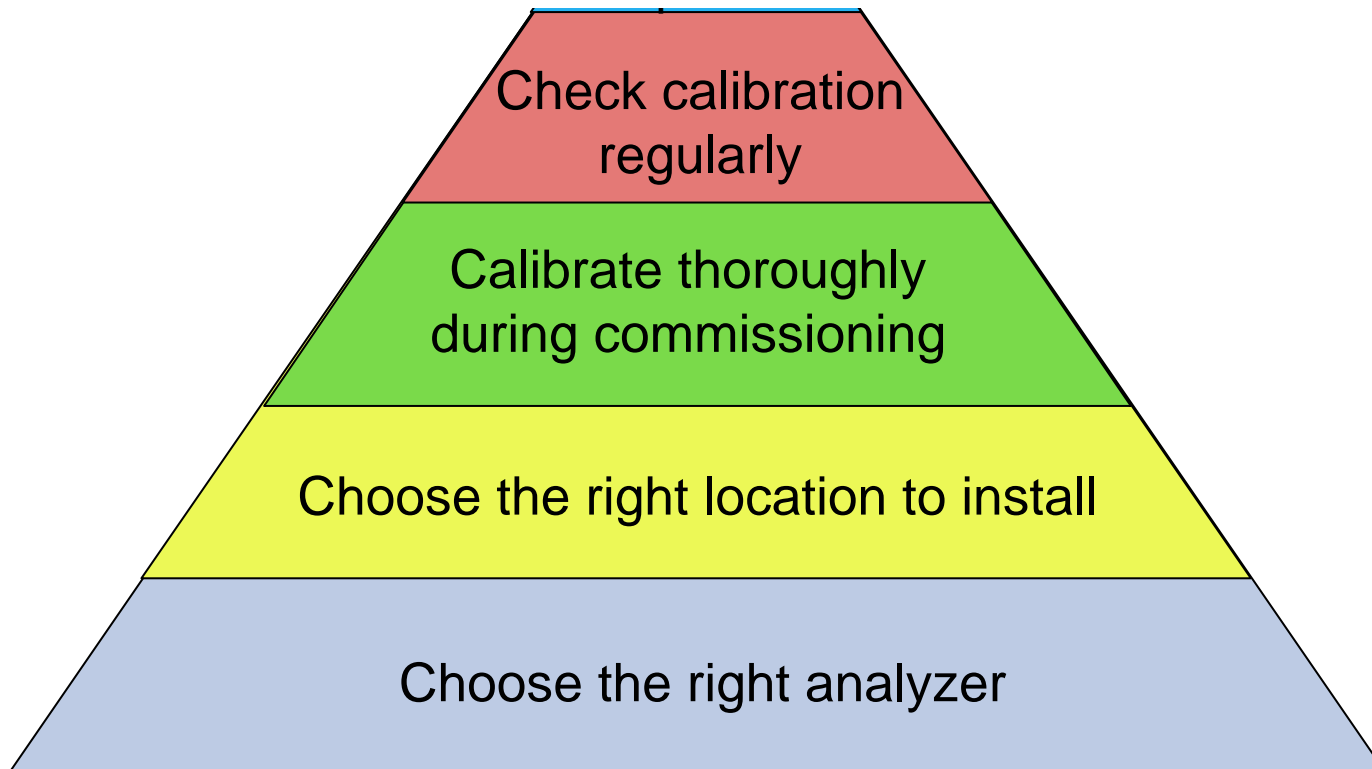 Check calibration
regularly
Calibrate thoroughly
during commissioning
Choose the right location to install
Choose the right analyzer